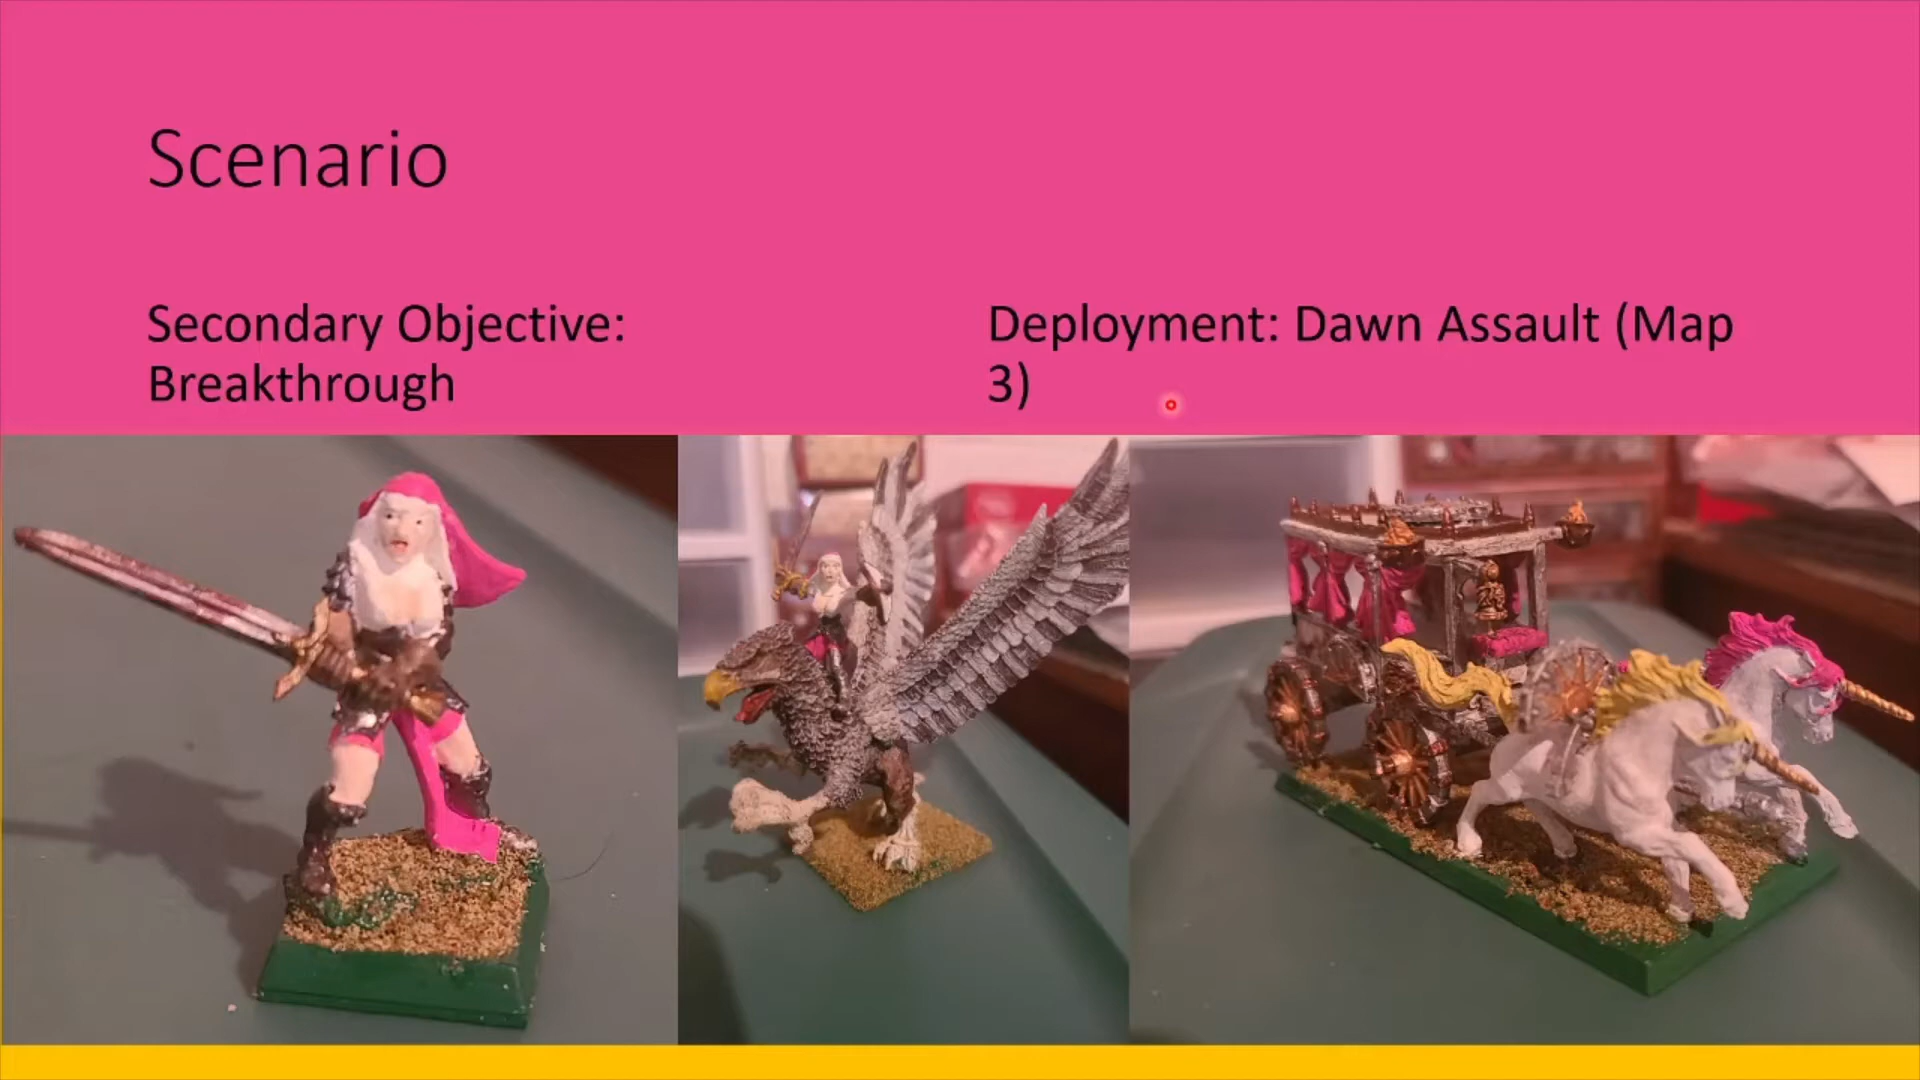 Scenario
Secondary Objective:
Breakthrough
Deployment: Dawn Assault (Map
3)